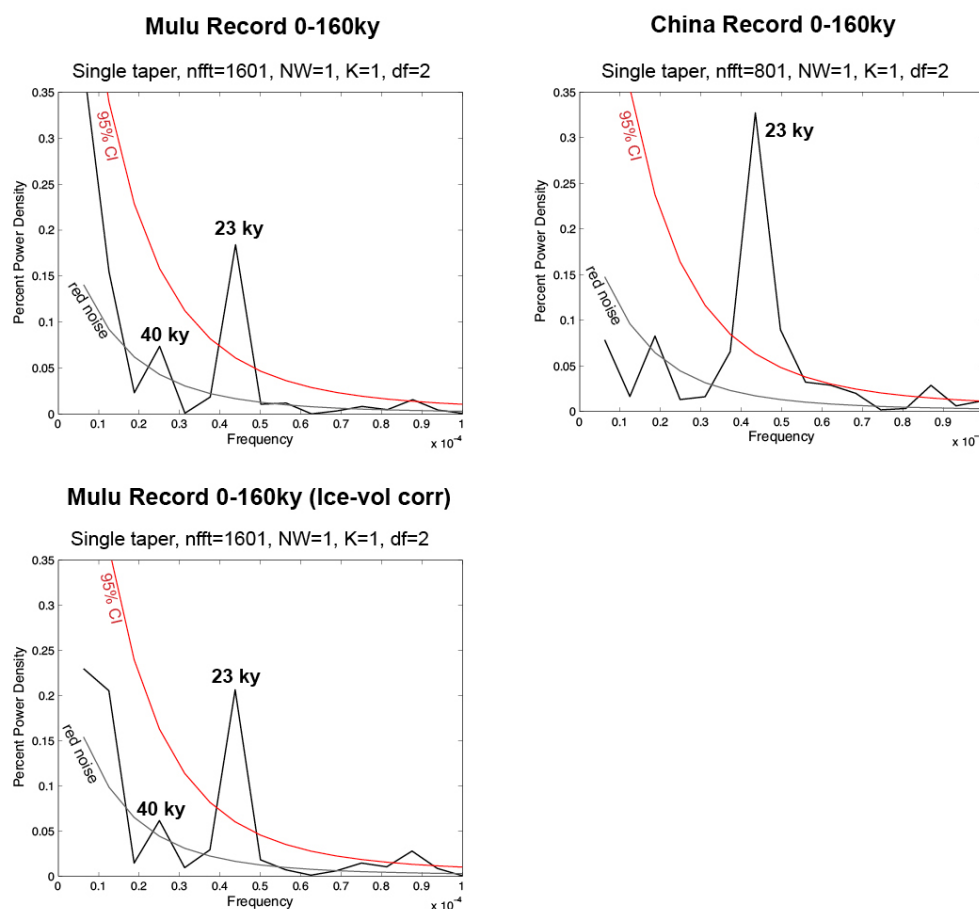 Mulu Record 0-160ky
Single taper, nfft=1601, NW=1, K=1, df=2
0.35
0.3
0.25
0.2
0.15
0.1
0.05
0
Percent Power Density
95% CI
red noise
40 ky
23 ky
0 0.1 0.2 0.3 0.4 0.5 0.6 0.7 0.8 0.9 1
Frequency
x 10⁻⁴
China Record 0-160ky
Single taper, nfft=801, NW=1, K=1, df=2
0.35
0.3
0.25
0.2
0.15
0.1
0.05
0
Percent Power Density
95% CI
red noise
23 ky
0 0.1 0.2 0.3 0.4 0.5 0.6 0.7 0.8 0.9
Frequency
x 10⁻
Mulu Record 0-160ky (Ice-vol corr)
Single taper, nfft=1601, NW=1, K=1, df=2
0.35
0.3
0.25
0.2
0.15
0.1
0.05
0
Percent Power Density
95% CI
red noise
40 ky
23 ky
0 0.1 0.2 0.3 0.4 0.5 0.6 0.7 0.8 0.9 1
Frequency
x 10⁻⁴